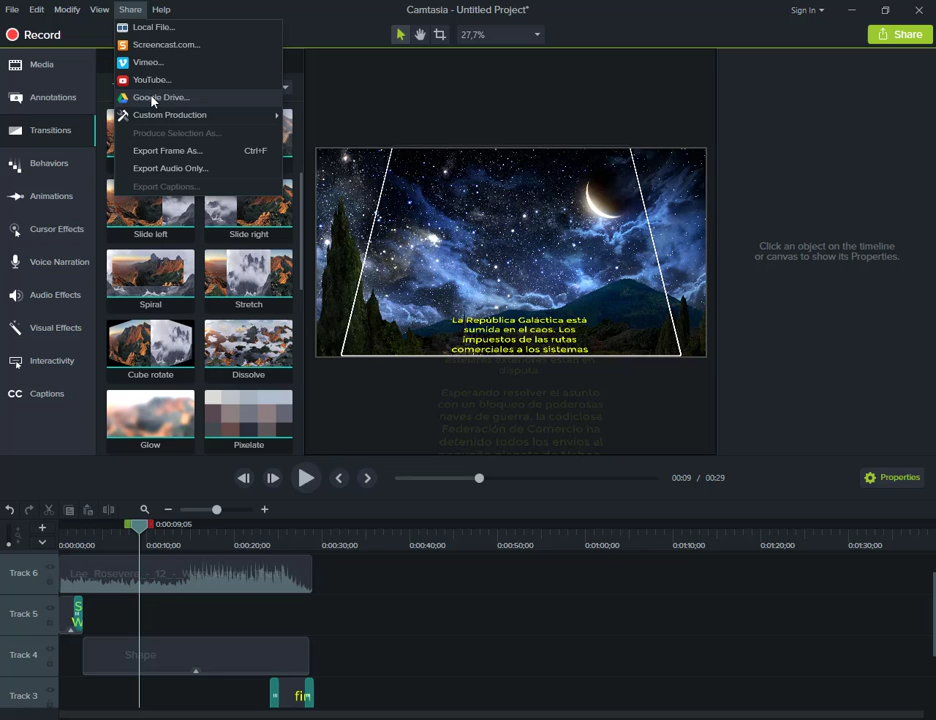 File Edit Modify View Share Help
Camtasia - Untitled Project*
Sign In
Record
27,7%
Share
Local File...
Screencast.com...
Vimeo...
YouTube...
Google Drive...
Custom Production
Produce Selection As...
Export Frame As... Ctrl+F
Export Audio Only...
Export Captions...
Media
Annotations
Transitions
Behaviors
Animations
Cursor Effects
Voice Narration
Audio Effects
Visual Effects
Interactivity
CC Captions
Slide left Slide right
Spiral Stretch
Cube rotate Dissolve
Glow Pixelate
La República Galáctica está
sumida en el caos. Los
impuestos de las rutas
comerciales a los sistemas
disputa.
Esperando resolver el asunto
con un bloqueo de poderosas
naves de guerra, la codiciosa
Federación de Comercio ha
detenido todos los envíos al
Click an object on the timeline
or canvas to show its Properties.
00:09 / 00:29
Properties
0:00:09;05
0:00:00;00 0:00:10;00 0:00:20;00 0:00:30;00 0:00:40;00 0:00:50;00 0:01:00;00 0:01:10;00 0:01:20;00 0:01:30;00
Track 6
Lee_Rosevere_-_12_-
Track 5
S
W
Track 4
Shape
Track 3
fin